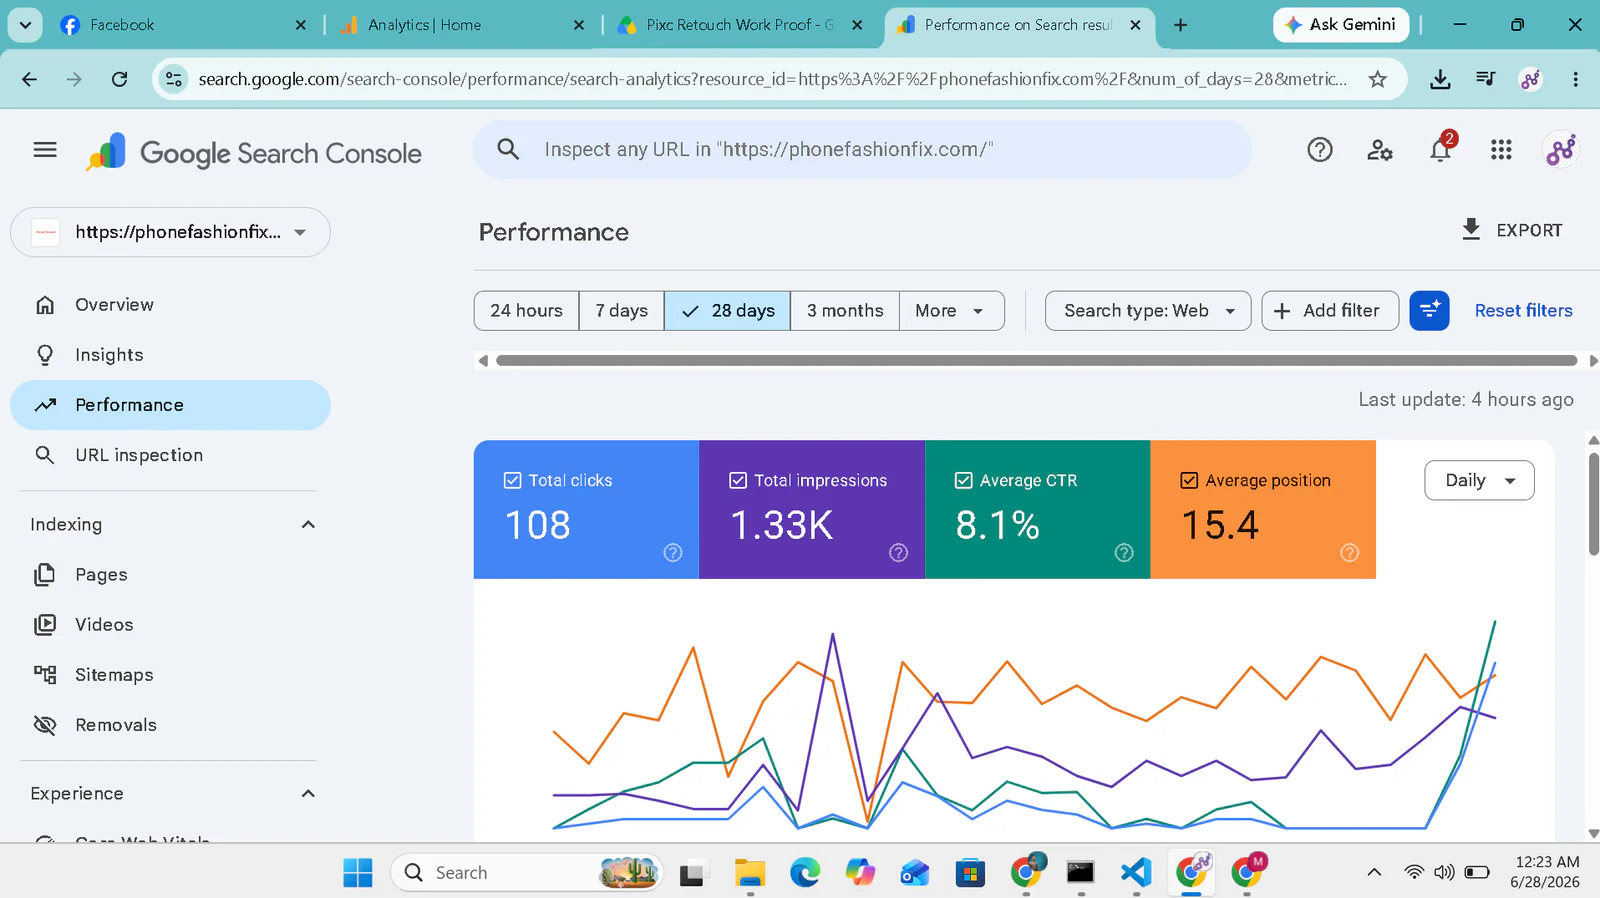 Facebook
Analytics | Home
Pixc Retouch Work Proof - G
Performance on Search resul
Ask Gemini
search.google.com/search-console/performance/search-analytics?resource_id=https%3A%2F%2Fphonefashionfix.com%2F&num_of_days=28&metric...
Google Search Console
Inspect any URL in "https://phonefashionfix.com/"
2
https://phonefashionfix...
Performance
EXPORT
24 hours
7 days
28 days
3 months
More
Search type: Web
Add filter
Reset filters
Overview
Insights
Performance
URL inspection
Indexing
Pages
Videos
Sitemaps
Removals
Experience
Core Web Vitals
Last update: 4 hours ago
Total clicks
108
Total impressions
1.33K
Average CTR
8.1%
Average position
15.4
Daily
Search
M
12:23 AM
6/28/2026